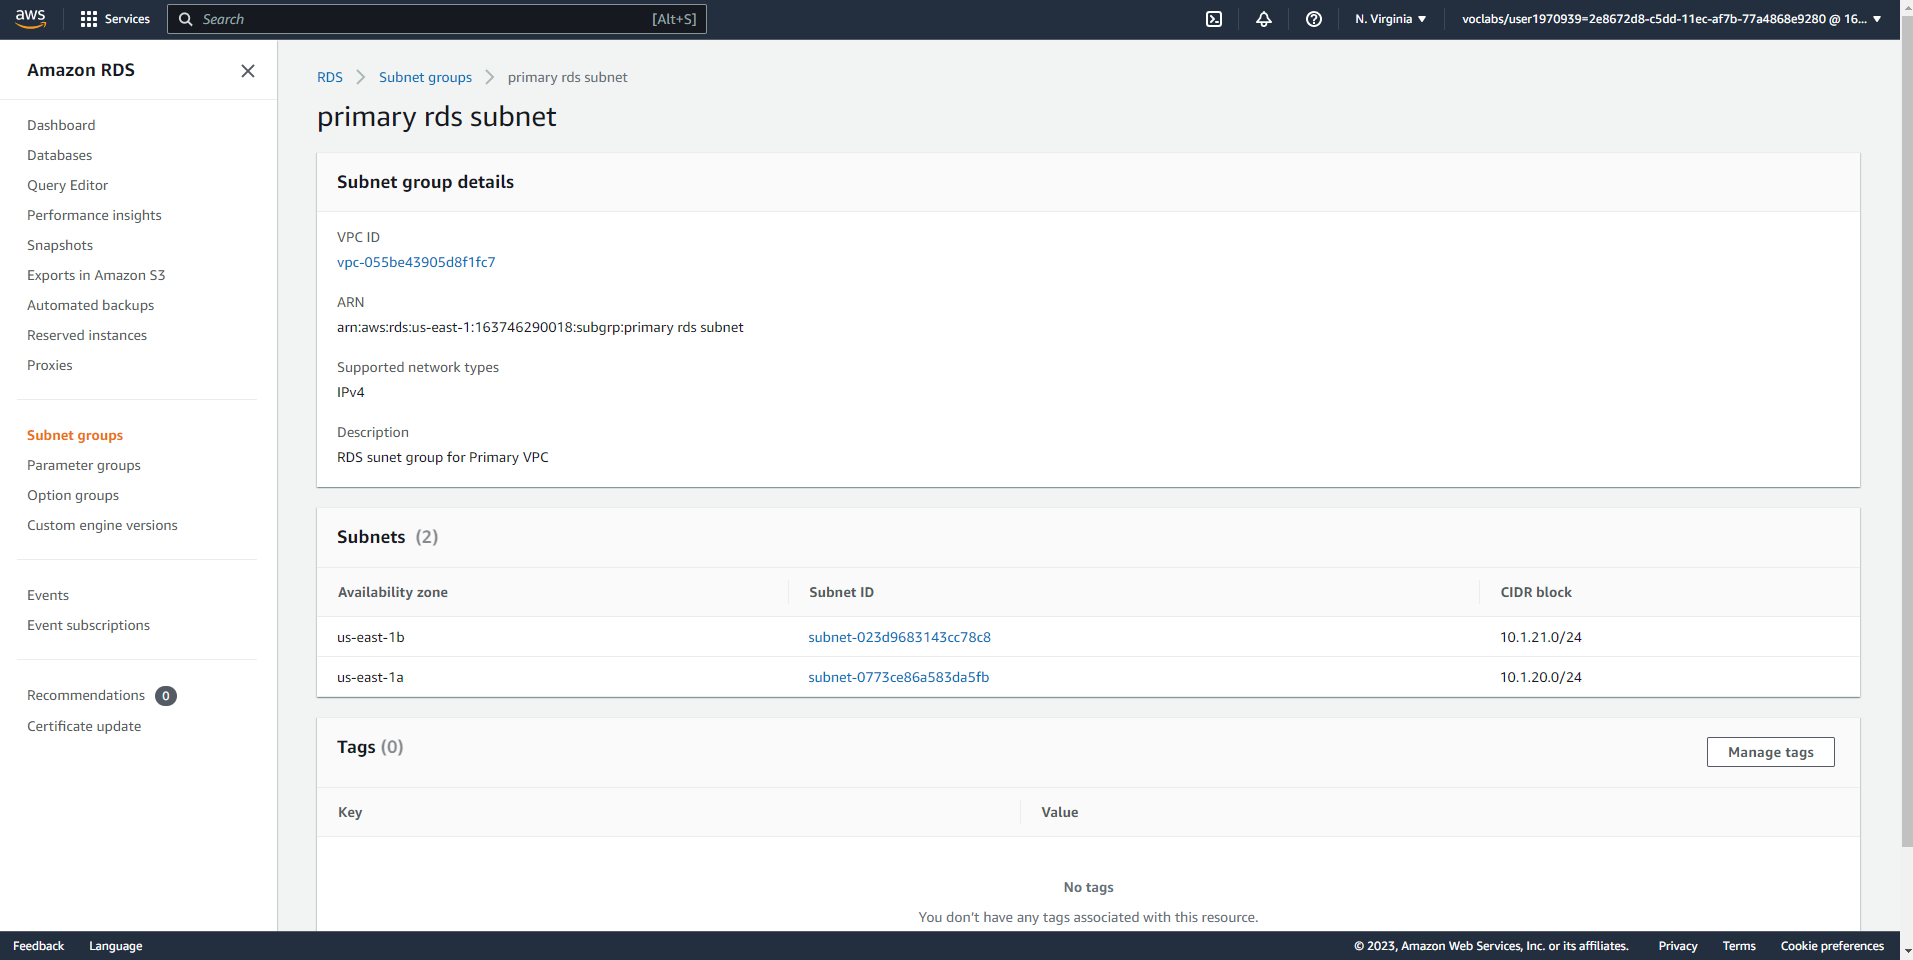 aws
Services
Search
[Alt+S]
N. Virginia
voclabs/user1970939=2e8672d8-c5dd-11ec-af7b-77a4868e9280 @ 16...
Amazon RDS
Dashboard
Databases
Query Editor
Performance insights
Snapshots
Exports in Amazon S3
Automated backups
Reserved instances
Proxies
Subnet groups
Parameter groups
Option groups
Custom engine versions
Events
Event subscriptions
Recommendations 0
Certificate update
RDS
Subnet groups
primary rds subnet
primary rds subnet
Subnet group details
VPC ID
vpc-055be43905d8f1fc7
ARN
arn:aws:rds:us-east-1:163746290018:subgrp:primary rds subnet
Supported network types
IPv4
Description
RDS sunet group for Primary VPC
Subnets (2)
Availability zone
Subnet ID
CIDR block
us-east-1b
subnet-023d9683143cc78c8
10.1.21.0/24
us-east-1a
subnet-0773ce86a583da5fb
10.1.20.0/24
Tags (0)
Manage tags
Key
Value
No tags
You don't have any tags associated with this resource.
Feedback
Language
© 2023, Amazon Web Services, Inc. or its affiliates.
Privacy
Terms
Cookie preferences